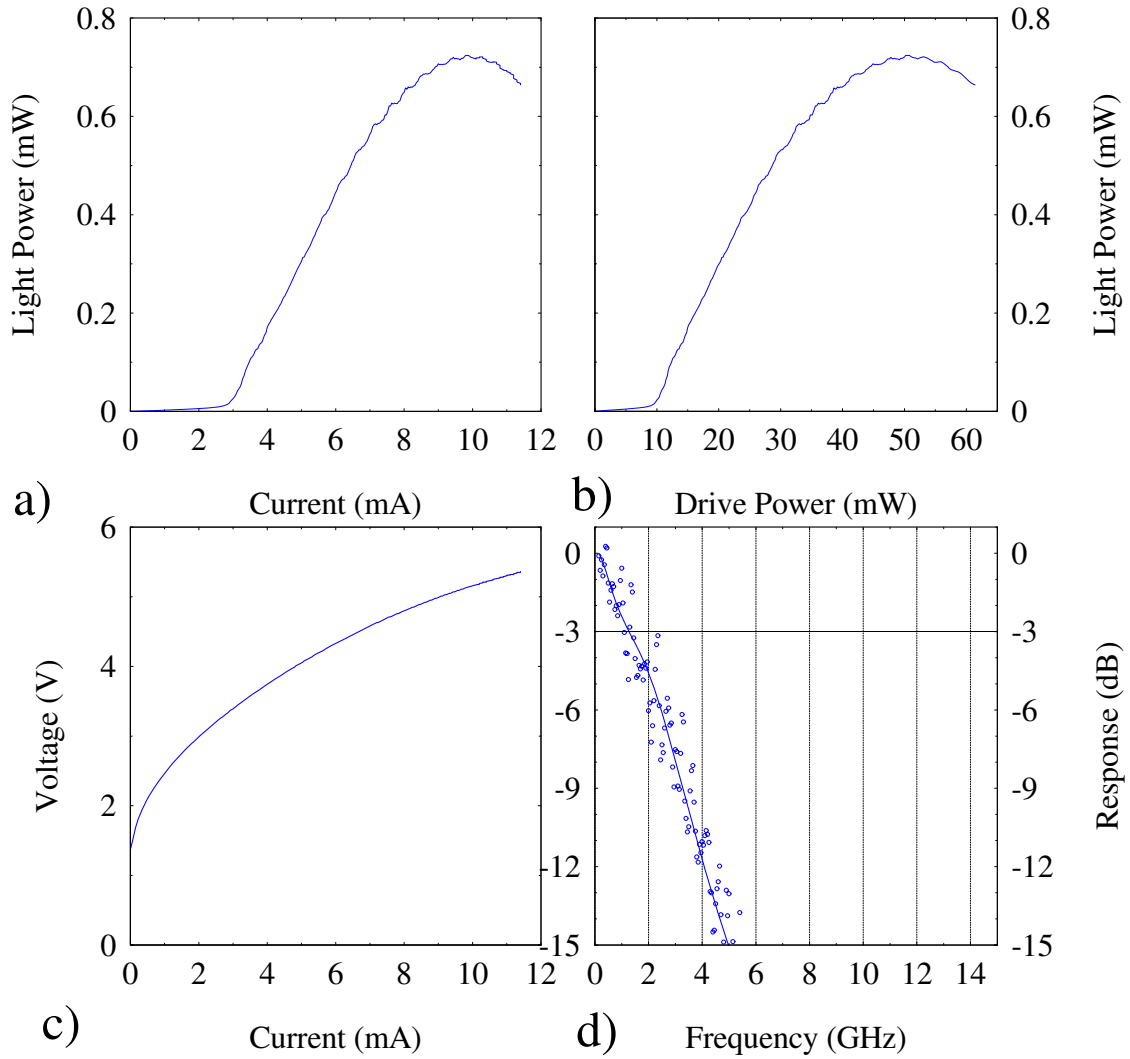 0.8
0.6
0.4
0.2
0
Light Power (mW)
0 2 4 6 8 10 12
Current (mA)
a)
0.8
0.6
0.4
0.2
0
Light Power (mW)
0 10 20 30 40 50 60
Drive Power (mW)
b)
6
4
2
0
Voltage (V)
0 2 4 6 8 10 12
Current (mA)
c)
0
-3
-6
-9
-12
-15
0
-3
-6
-9
-12
-15
Response (dB)
0 2 4 6 8 10 12 14
Frequency (GHz)
d)